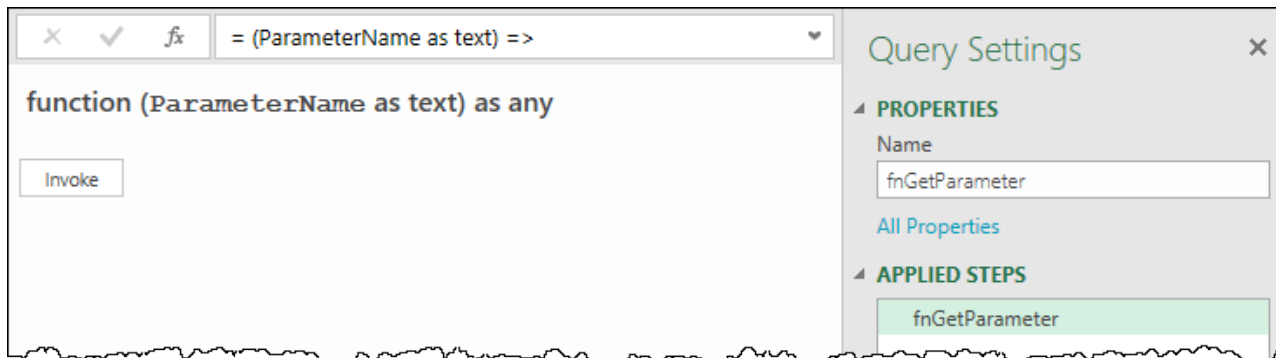 fx
= (ParameterName as text) =>
function (ParameterName as text) as any
Invoke
Query Settings
PROPERTIES
Name
fnGetParameter
All Properties
APPLIED STEPS
fnGetParameter